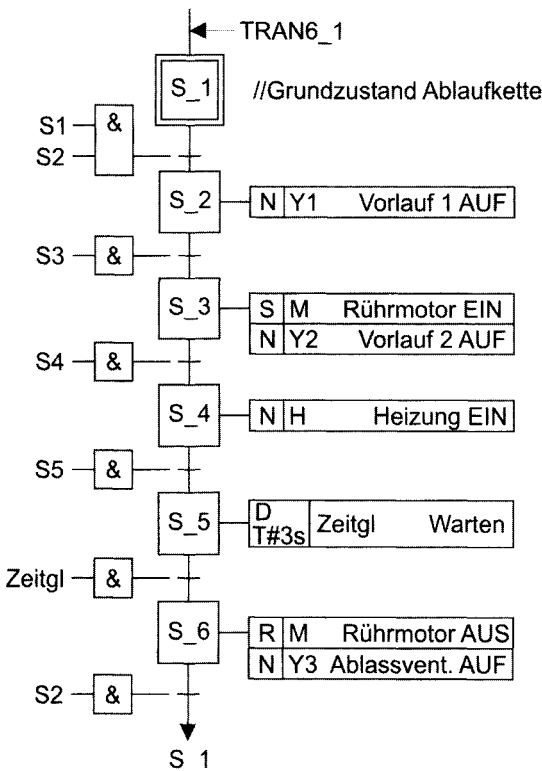 TRAN6_1
S_1 //Grundzustand Ablaufkette
S1 &
S2
S_2 N Y1 Vorlauf 1 AUF
S3 &
S_3 S M Rührmotor EIN
N Y2 Vorlauf 2 AUF
S4 &
S_4 N H Heizung EIN
S5 &
S_5 D T#3s Zeitgl Warten
Zeitgl &
S_6 R M Rührmotor AUS
N Y3 Ablassvent. AUF
S2 &
S_1